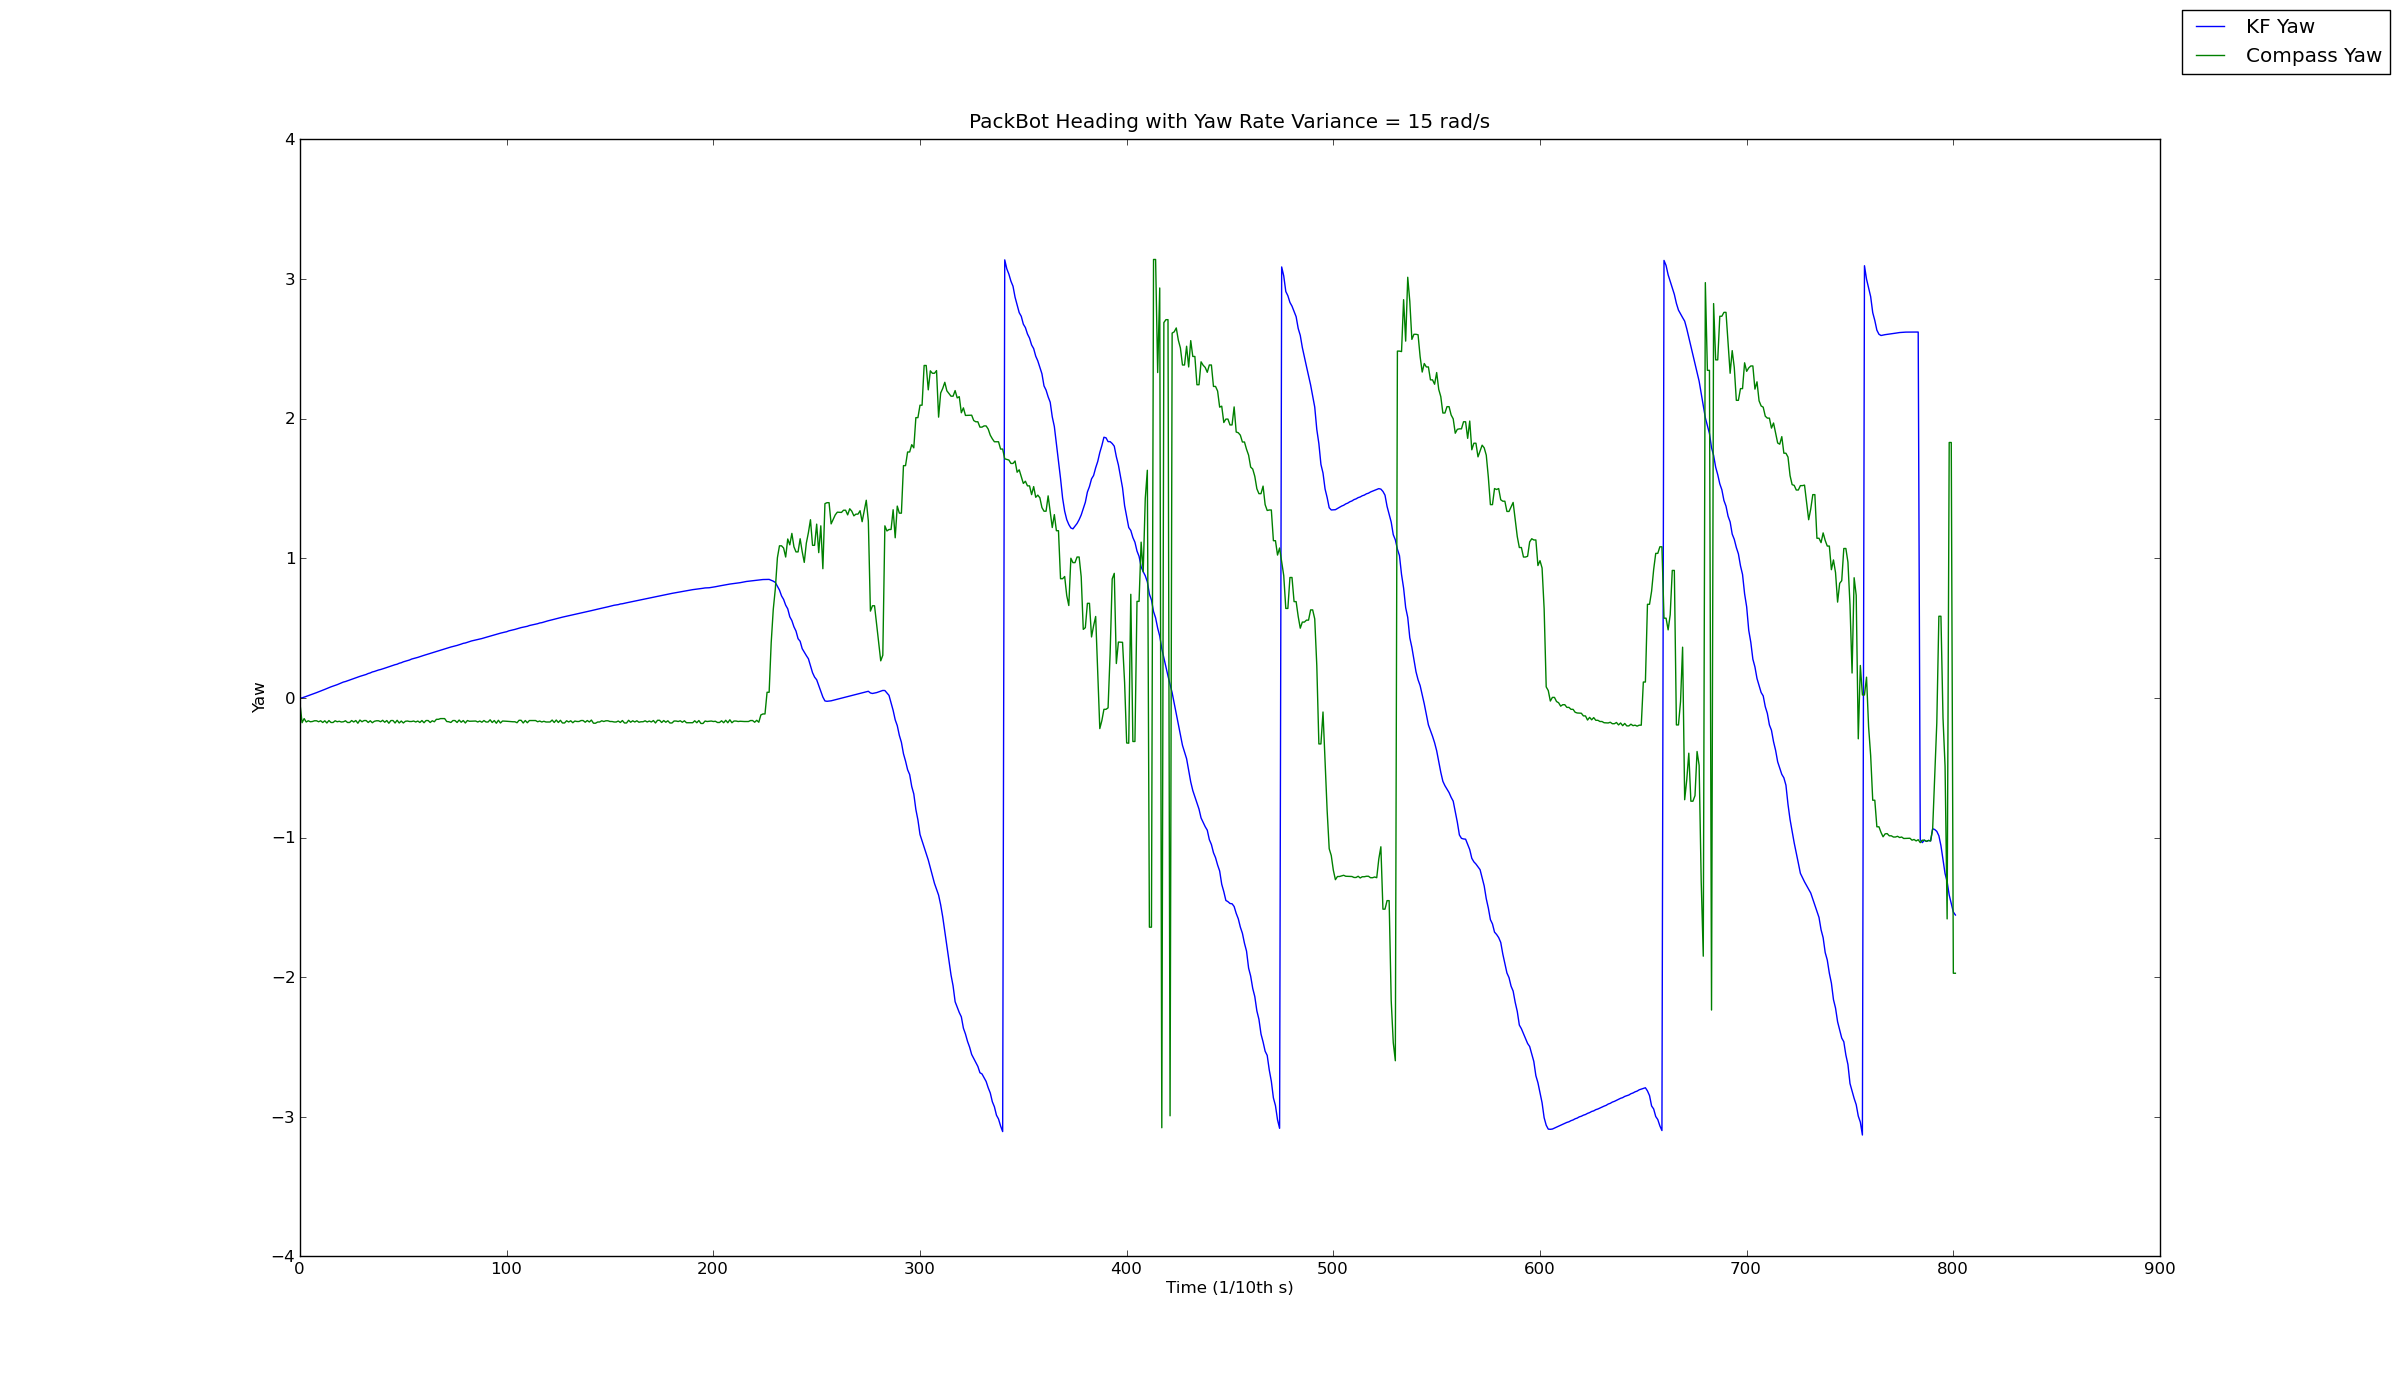 KF Yaw
Compass Yaw
PackBot Heading with Yaw Rate Variance = 15 rad/s
4
3
2
1
0
−1
−2
−3
−4
Yaw
0 100 200 300 400 500 600 700 800 900
Time (1/10th s)